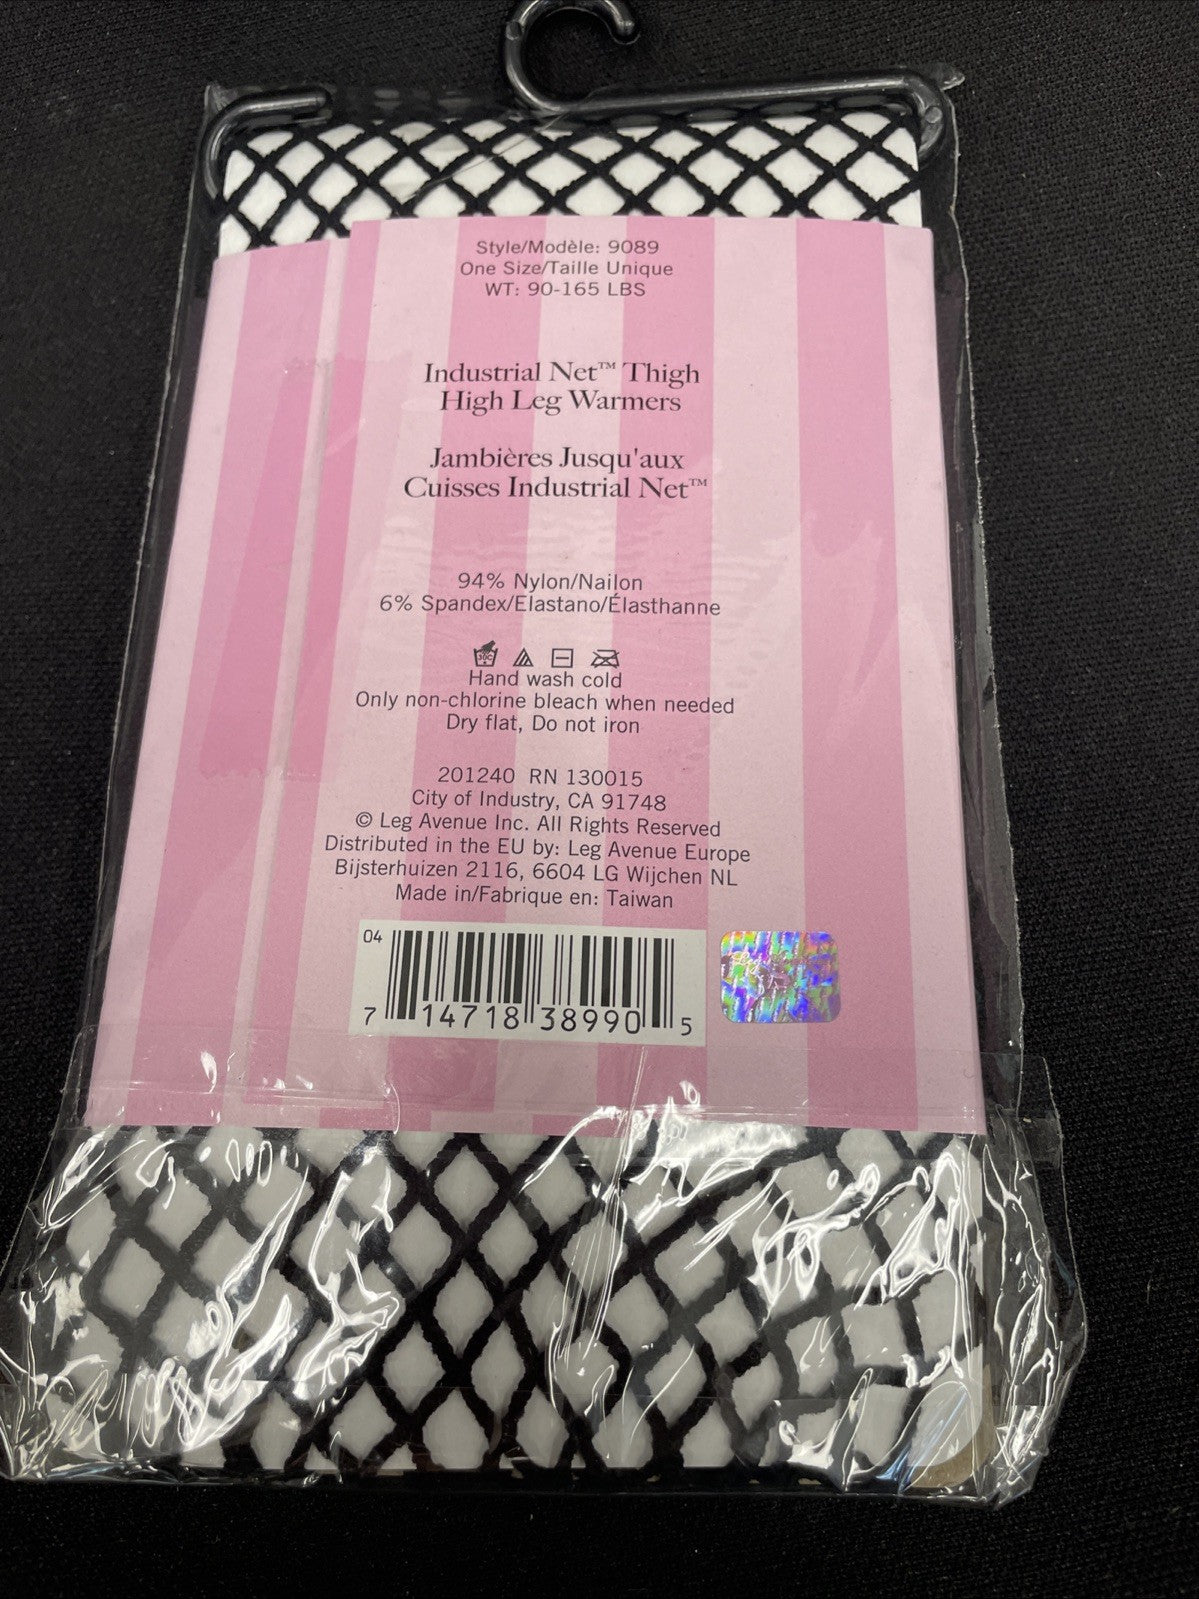 Style/Modèle: 9089
One Size/Taille Unique
WT: 90-165 LBS
Industrial Net™ Thigh
High Leg Warmers
Jambières Jusqu'aux
Cuisses Industrial Net™
94% Nylon/Nailon
6% Spandex/Elastano/Élasthanne
30C
Hand wash cold
Only non-chlorine bleach when needed
Dry flat, Do not iron
201240 RN 130015
City of Industry, CA 91748
© Leg Avenue Inc. All Rights Reserved
Distributed in the EU by: Leg Avenue Europe
Bijsterhuizen 2116, 6604 LG Wijchen NL
Made in/Fabrique en: Taiwan
04
7 14718 38990 5